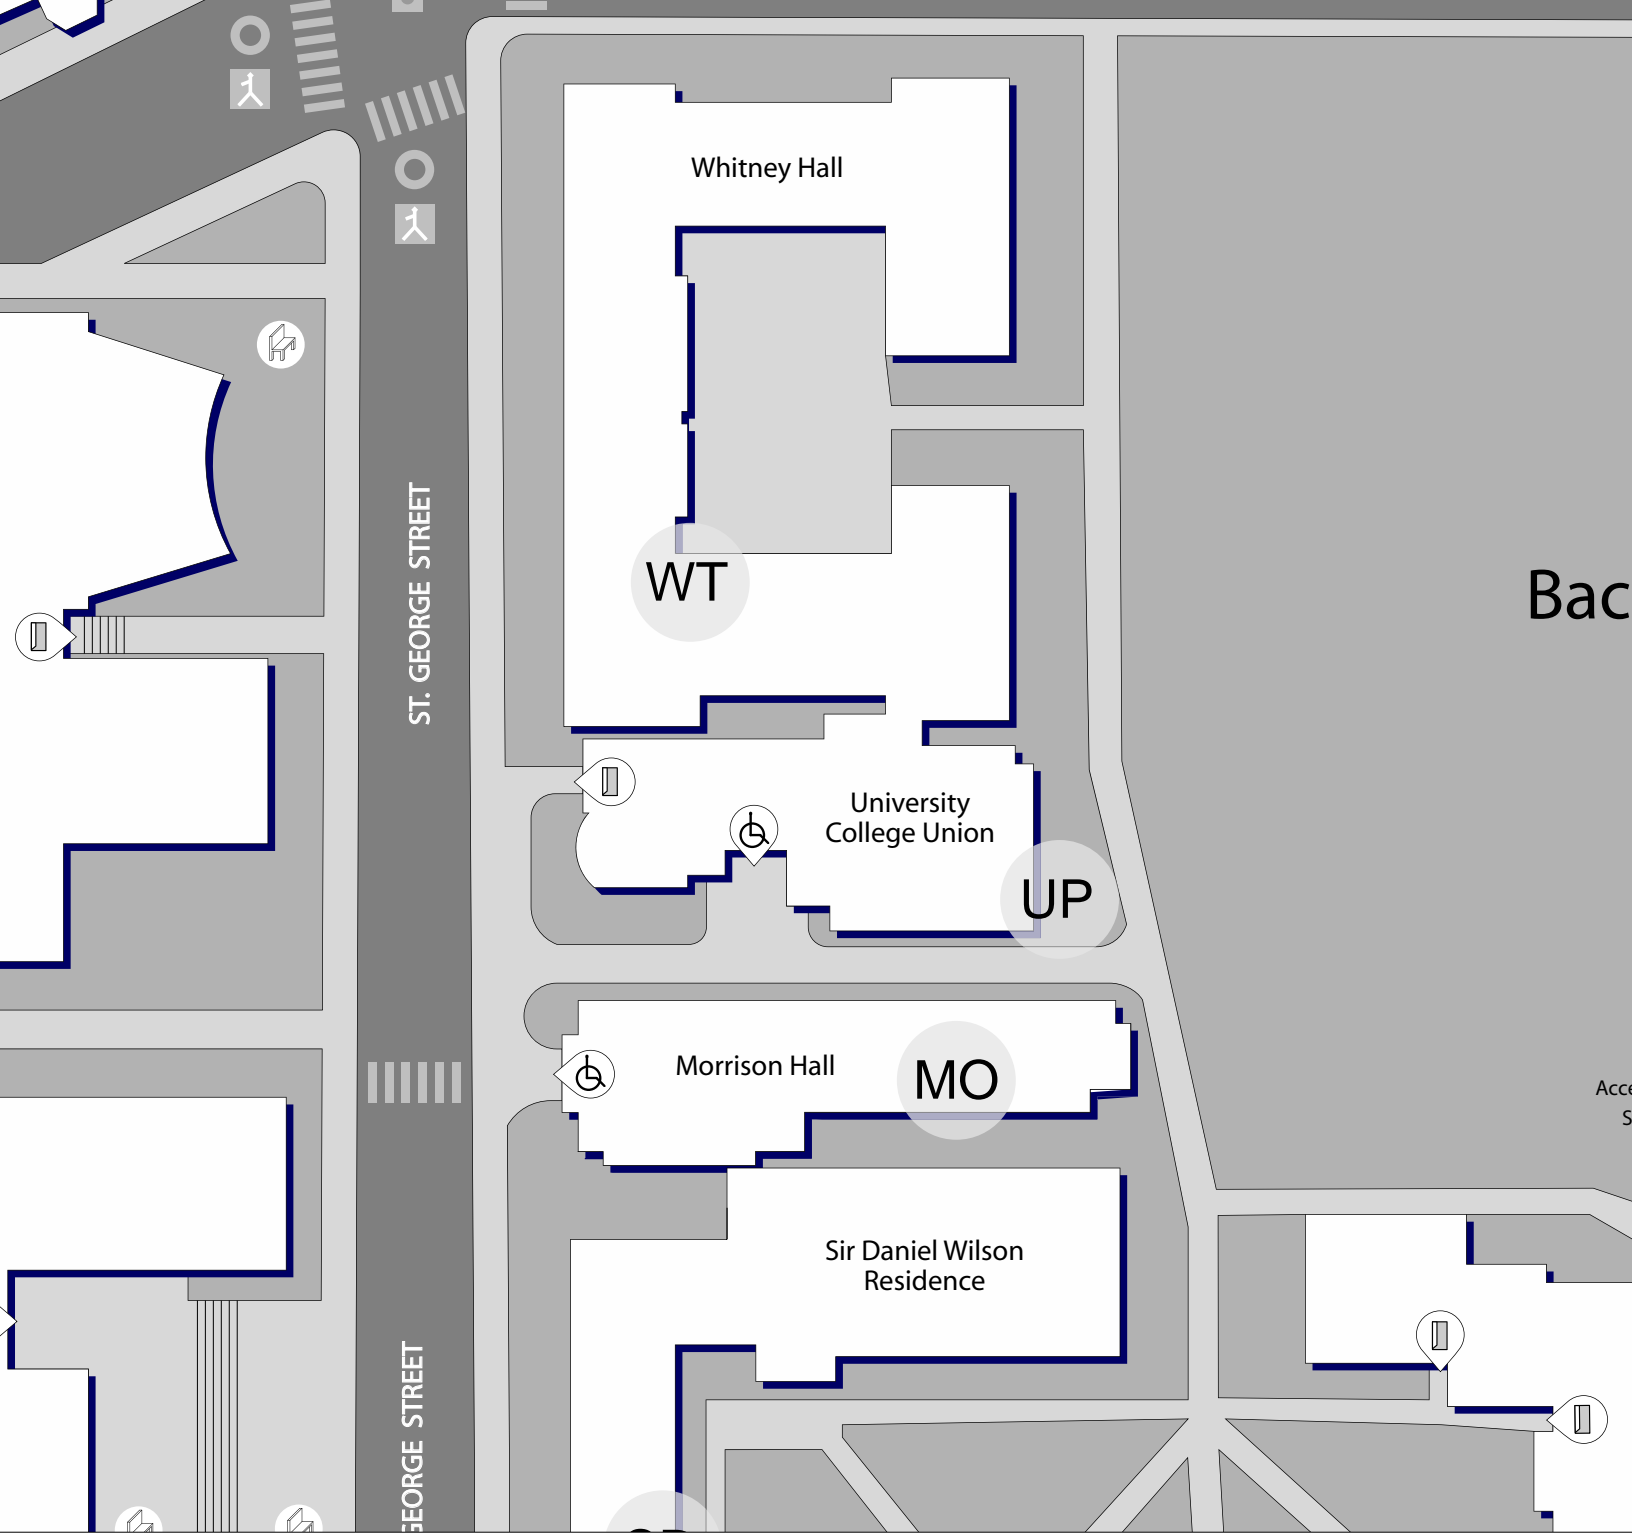 Whitney Hall
ST. GEORGE STREET
WT
Bac
University
College Union
UP
Morrison Hall
MO
Acce
S
Sir Daniel Wilson
Residence
GEORGE STREET